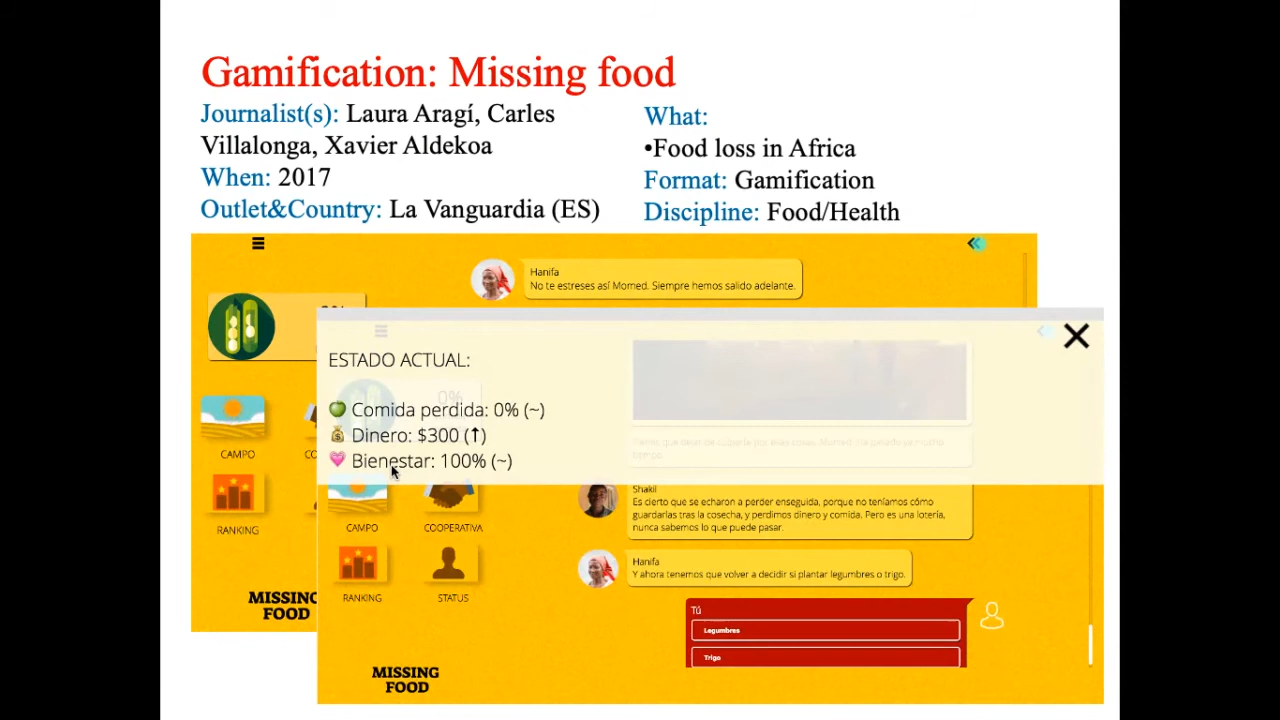 Gamification: Missing food
Journalist(s): Laura Aragí, Carles
Villalonga, Xavier Aldekoa
When: 2017
Outlet&Country: La Vanguardia (ES)
What:
•Food loss in Africa
Format: Gamification
Discipline: Food/Health
Hanifa
No te estreses así Momed. Siempre hemos salido adelante.
CAMPO
RANKING
MISSING
FOOD
ESTADO ACTUAL:
0%
Comida perdida: 0% (~)
Dinero: $300 (↑)
Bienestar: 100% (~)
Shakil
Es cierto que se echaron a perder enseguida, porque no teníamos cómo
guardarlas tras la cosecha, y perdimos dinero y comida. Pero es una lotería,
nunca sabemos lo que puede pasar.
CAMPO
COOPERATIVA
Hanifa
Y ahora tenemos que volver a decidir si plantar legumbres o trigo.
RANKING
STATUS
Tú
Legumbres
Trigo
MISSING
FOOD